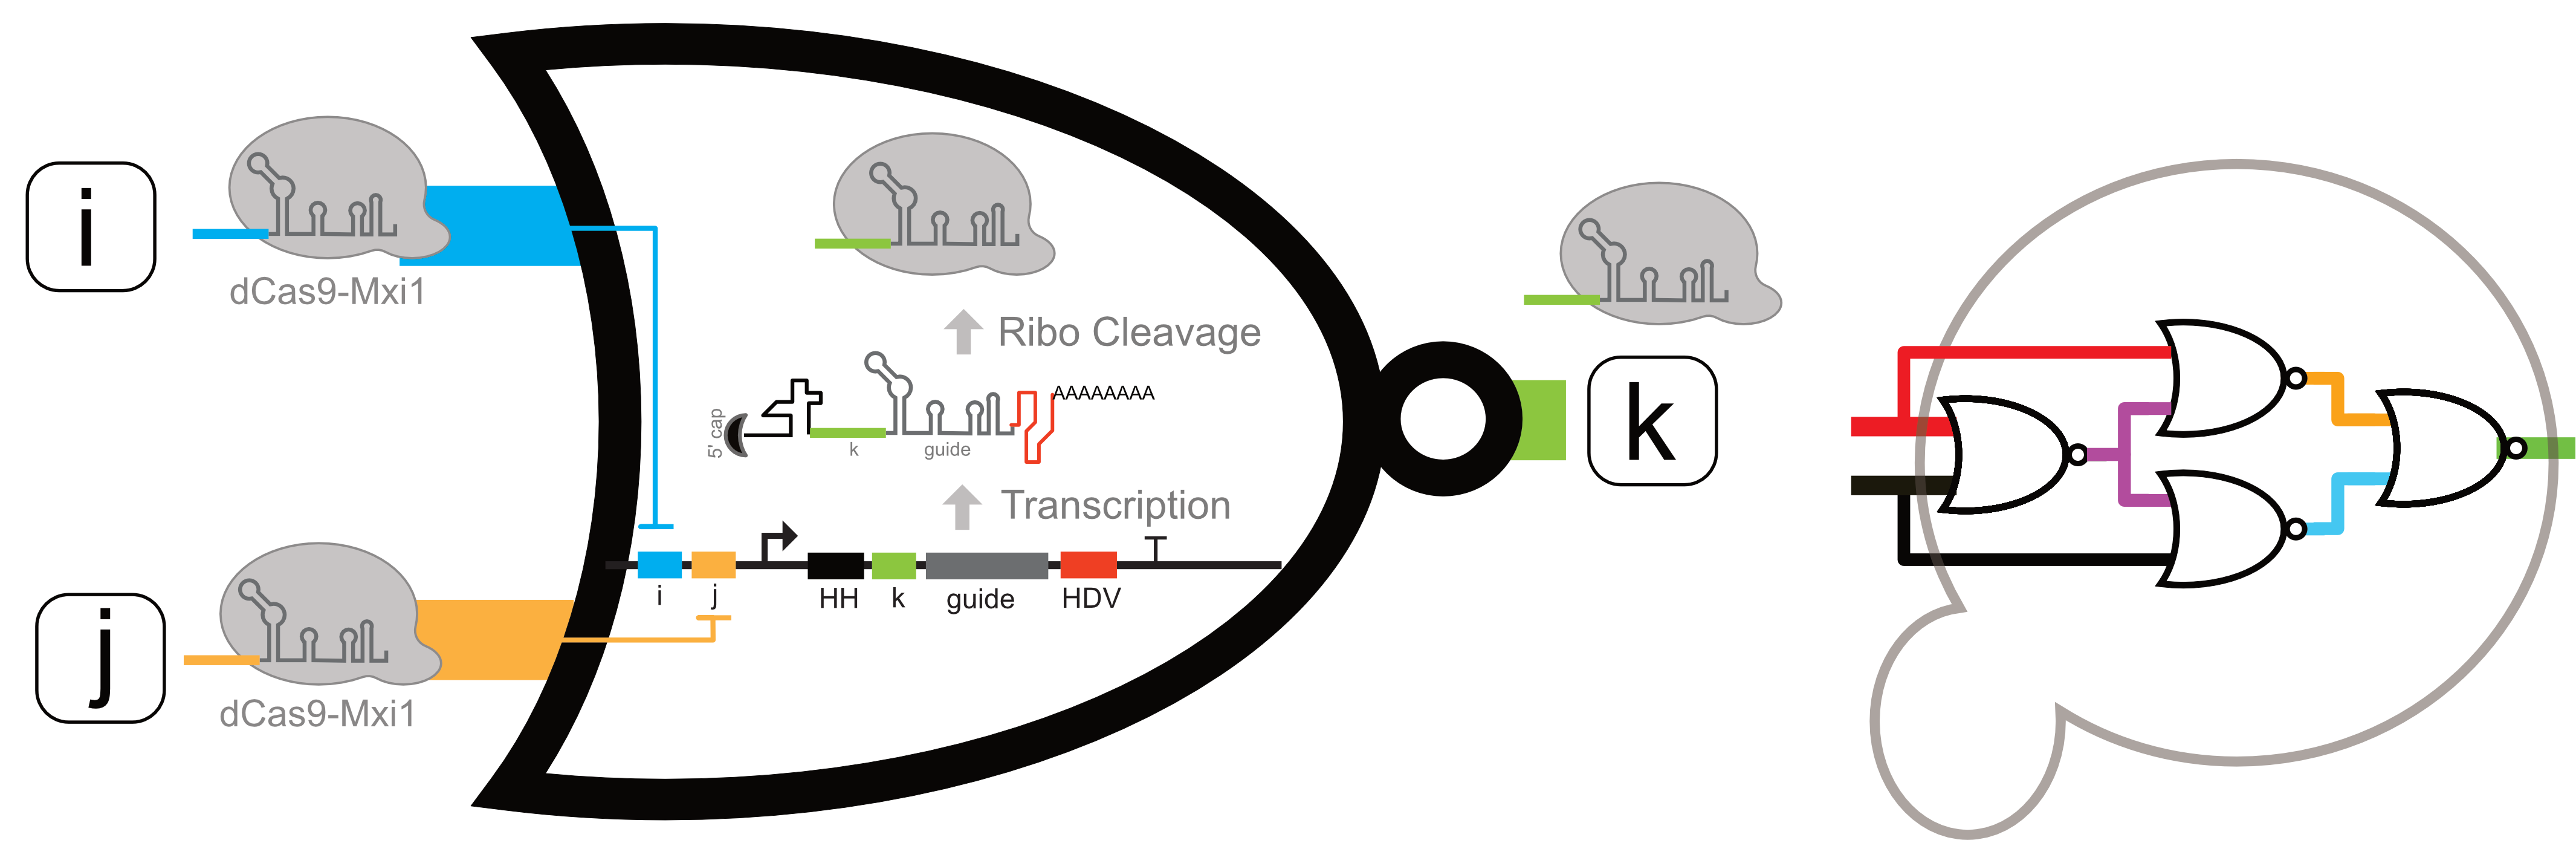 i
dCas9-Mxi1
j
dCas9-Mxi1
Ribo Cleavage
5' cap
k
guide
AAAAAAAA
Transcription
i
j
HH
k
guide
HDV
k